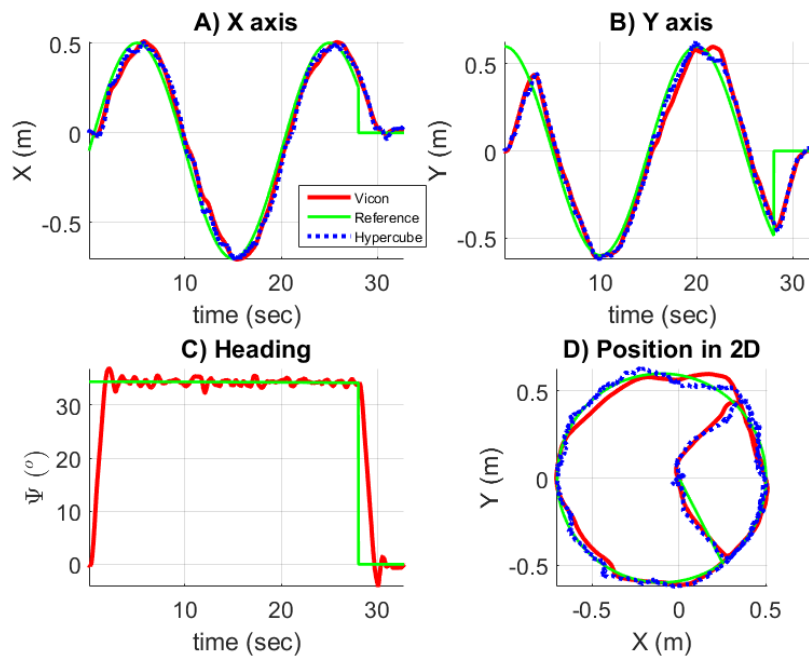 A) X axis
0.5
0
-0.5
X (m)
10
20
30
time (sec)
Vicon
Reference
Hypercube
B) Y axis
0.5
0
-0.5
Y (m)
0
10
20
30
time (sec)
C) Heading
30
20
10
0
Ψ (°)
10
20
30
time (sec)
D) Position in 2D
0.5
0
-0.5
Y (m)
-0.5
0
0.5
X (m)